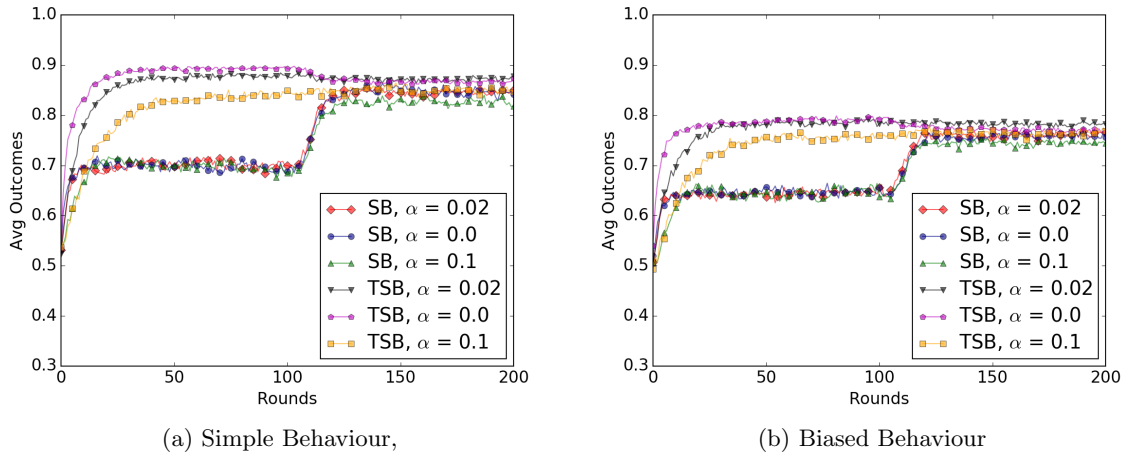 1.0
0.9
0.8
0.7
0.6
0.5
0.4
0.3
Avg Outcomes
0
50
100
150
200
Rounds
SB, α = 0.02
SB, α = 0.0
SB, α = 0.1
TSB, α = 0.02
TSB, α = 0.0
TSB, α = 0.1
(a) Simple Behaviour,
1.0
0.9
0.8
0.7
0.6
0.5
0.4
0.3
Avg Outcomes
0
50
100
150
200
Rounds
SB, α = 0.02
SB, α = 0.0
SB, α = 0.1
TSB, α = 0.02
TSB, α = 0.0
TSB, α = 0.1
(b) Biased Behaviour